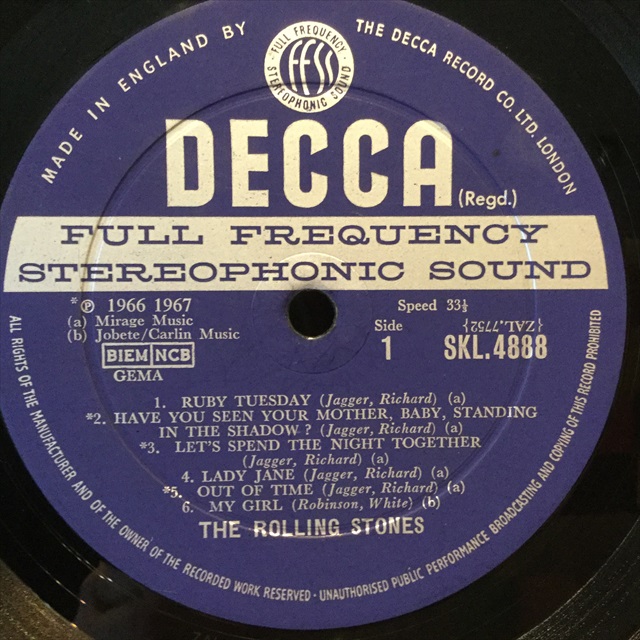 MADE IN ENGLAND BY
THE DECCA RECORD CO. LTD. LONDON
FULL FREQUENCY
FFSS
STEREOPHONIC SOUND
DECCA (Regd.)
FULL FREQUENCY
STEREOPHONIC SOUND
*℗ 1966 1967
(a) Mirage Music
(b) Jobete/Carlin Music
BIEM NCB
GEMA
Speed 33⅓
Side
1
{ZAL.7752}
SKL.4888
1. RUBY TUESDAY (Jagger, Richard) (a)
*2. HAVE YOU SEEN YOUR MOTHER, BABY, STANDING
IN THE SHADOW? (Jagger, Richard) (a)
*3. LET'S SPEND THE NIGHT TOGETHER
(Jagger, Richard) (a)
4. LADY JANE (Jagger, Richard) (a)
*5. OUT OF TIME (Jagger, Richard) (a)
6. MY GIRL (Robinson, White) (b)
THE ROLLING STONES
ALL RIGHTS OF THE MANUFACTURER AND OF THE OWNER OF THE RECORDED WORK RESERVED · UNAUTHORISED PUBLIC PERFORMANCE BROADCASTING AND COPYING OF THIS RECORD PROHIBITED